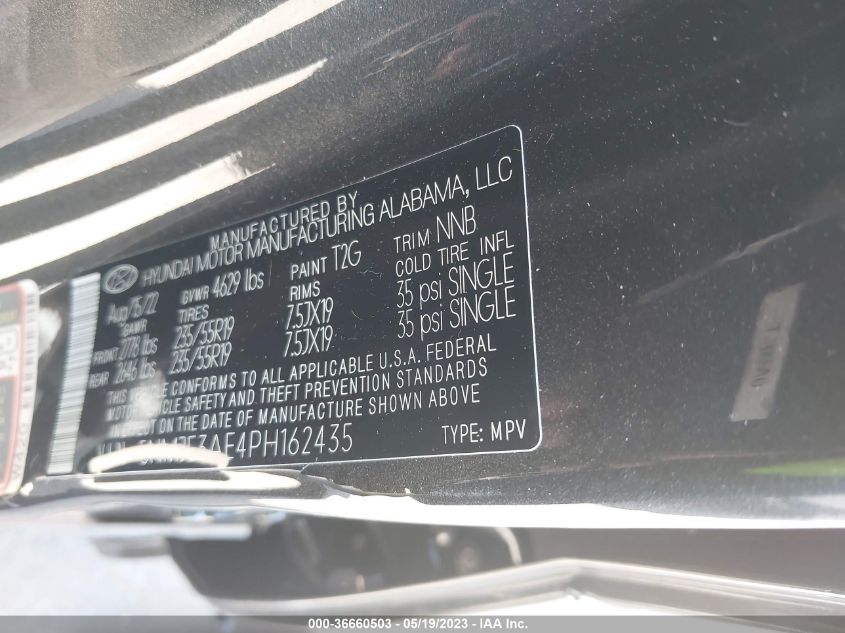 MANUFACTURED BY
HYUNDAI MOTOR MANUFACTURING ALABAMA, LLC
Aug/15/22 GVWR 4629 lbs PAINT T2G TRIM NNB
GAWR TIRES RIMS COLD TIRE INFL
FRONT 2778 lbs 235/55R19 7.5JX19 35 psi SINGLE
REAR 2646 lbs 235/55R19 7.5JX19 35 psi SINGLE
THIS VEHICLE CONFORMS TO ALL APPLICABLE U.S.A. FEDERAL
MOTOR VEHICLE SAFETY AND THEFT PREVENTION STANDARDS
IN EFFECT ON THE DATE OF MANUFACTURE SHOWN ABOVE
TYPE: MPV
000-36660503 - 05/19/2023 - IAA Inc.